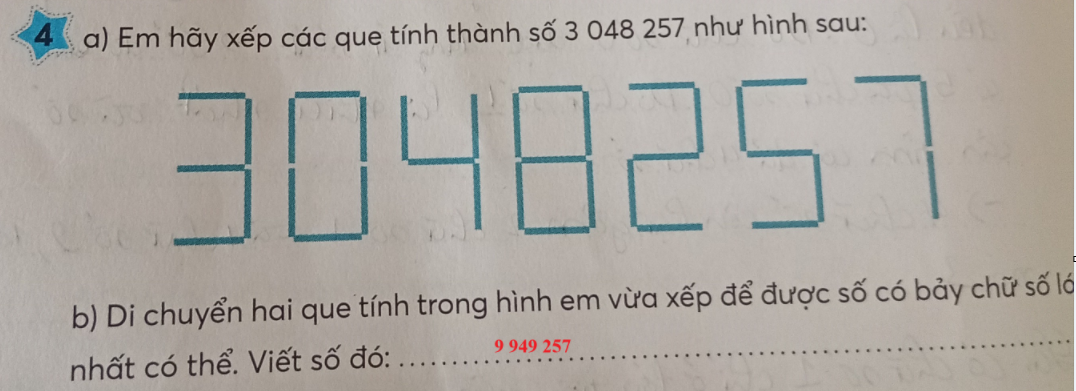 4 a) Em hãy xếp các que tính thành số 3 048 257 như hình sau:
3048257
b) Di chuyển hai que tính trong hình em vừa xếp để được số có bảy chữ số
nhất có thể. Viết số đó: 9 949 257